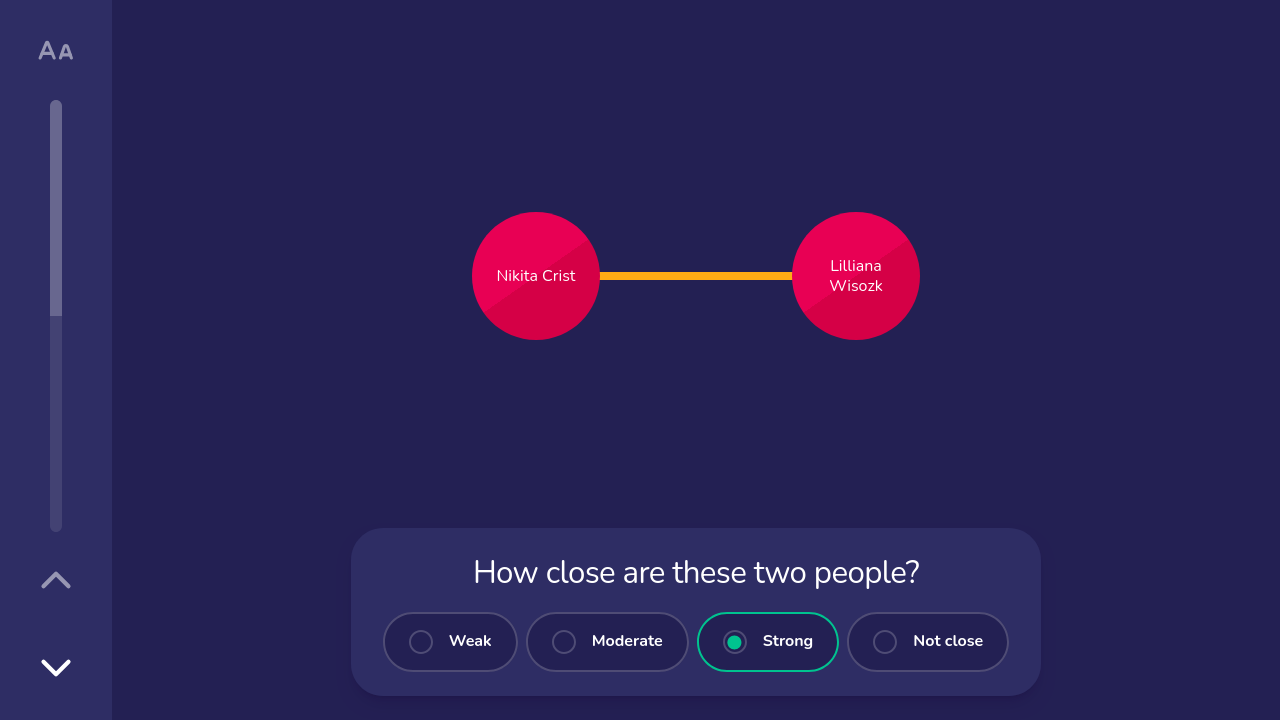 AA
Nikita Crist
Lilliana
Wisozk
How close are these two people?
Weak
Moderate
Strong
Not close